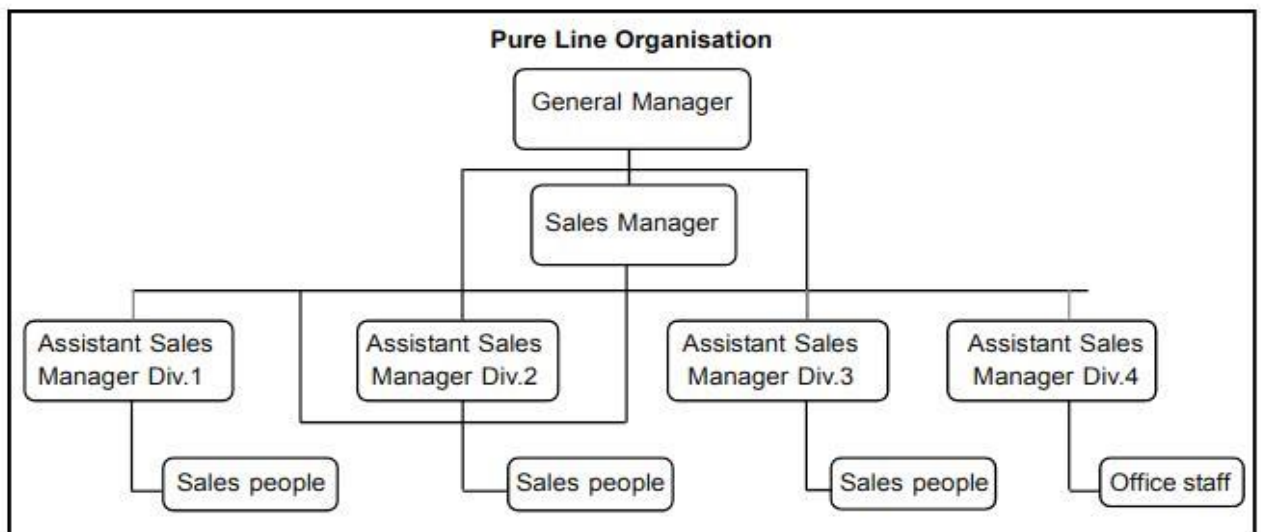 Pure Line Organisation
General Manager
Sales Manager
Assistant Sales
Manager Div.1
Assistant Sales
Manager Div.2
Assistant Sales
Manager Div.3
Assistant Sales
Manager Div.4
Sales people
Sales people
Sales people
Office staff